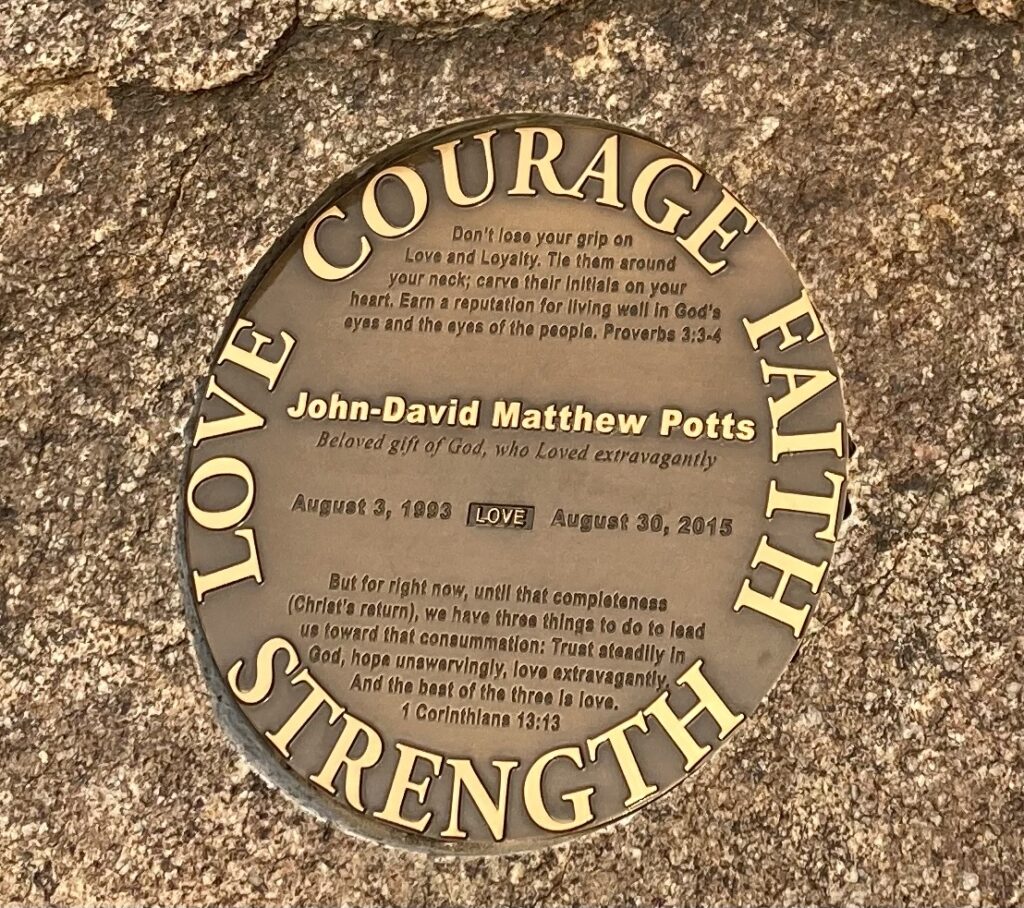 COURAGE
FAITH
STRENGTH
LOVE
Don't lose your grip on
Love and Loyalty. Tie them around
your neck; carve their initials on your
heart. Earn a reputation for living well in God's
eyes and the eyes of the people. Proverbs 3:3-4
John-David Matthew Potts
Beloved gift of God, who Loved extravagantly
August 3, 1993 LOVE August 30, 2015
But for right now, until that completeness
(Christ's return), we have three things to do to lead
us toward that consummation: Trust steadily in
God, hope unswervingly, love extravagantly.
And the best of the three is love.
1 Corinthians 13:13